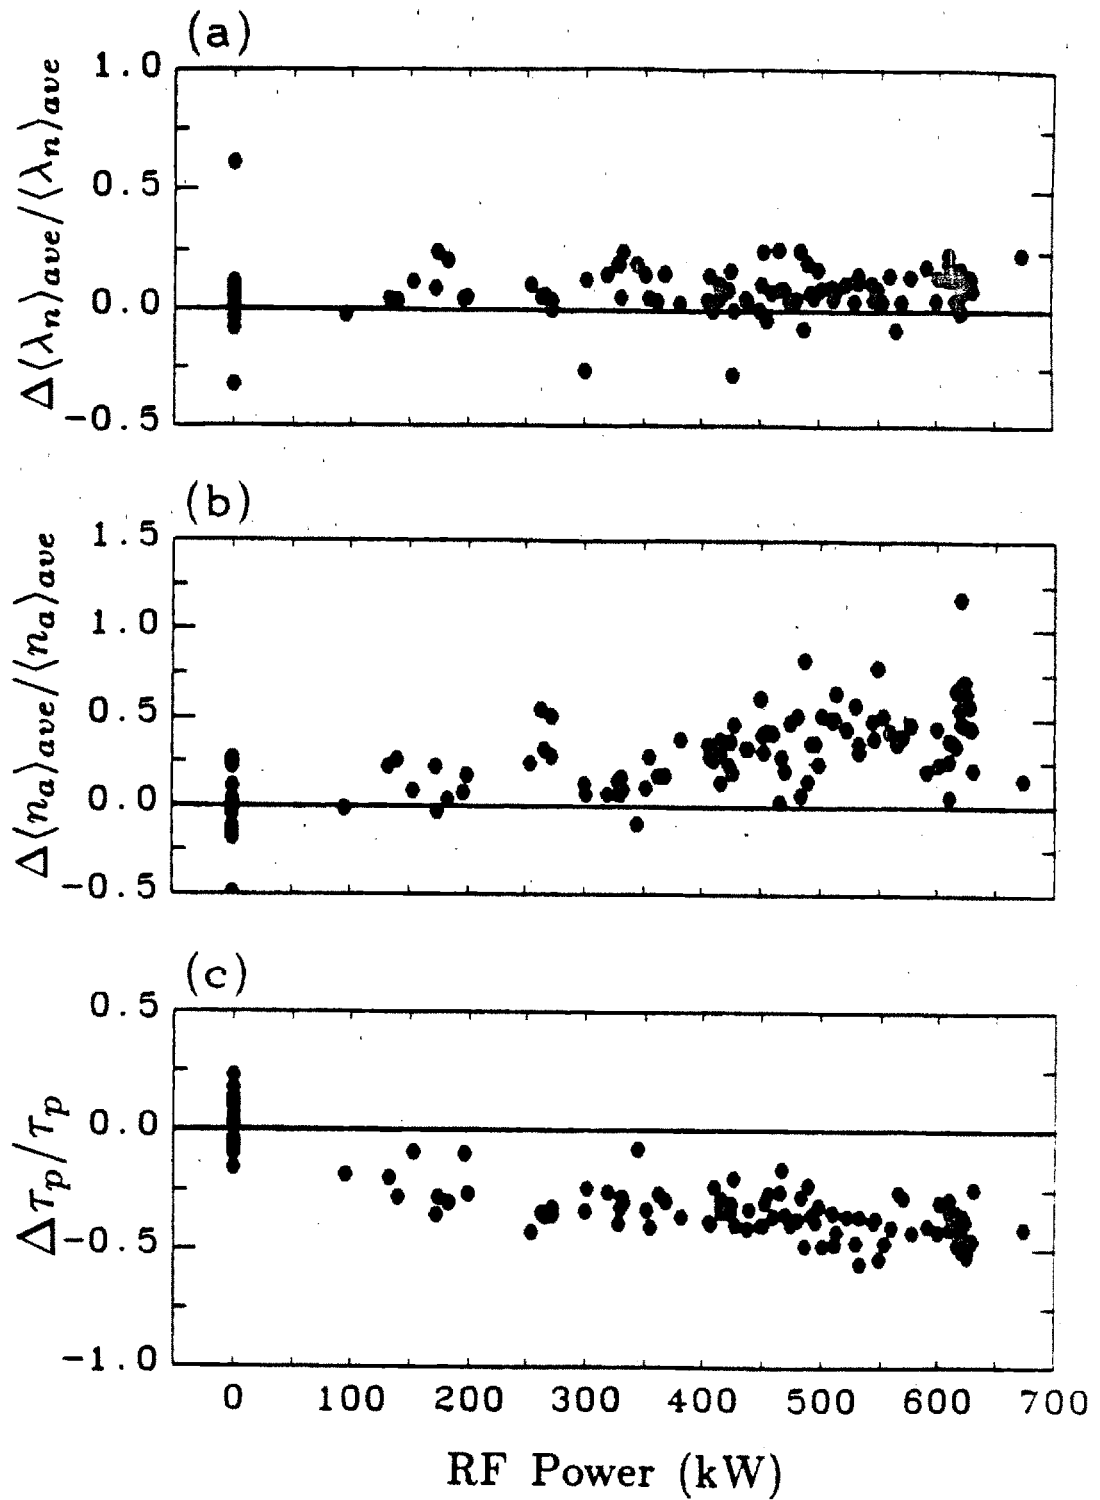 (a)
Δ⟨λn⟩ave/⟨λn⟩ave
1.0
0.5
0.0
-0.5
(b)
Δ⟨na⟩ave/⟨na⟩ave
1.5
1.0
0.5
0.0
-0.5
(c)
Δτp/τp
0.5
0.0
-0.5
-1.0
0 100 200 300 400 500 600 700
RF Power (kW)